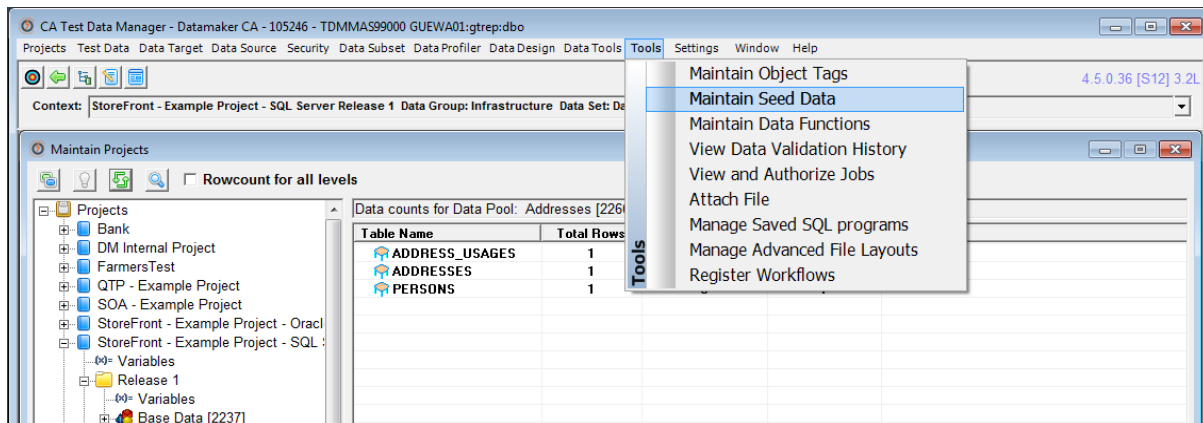 CA Test Data Manager - Datamaker CA - 105246 - TDMMAS99000 GUEWA01:gtrep:dbo
Projects Test Data Data Target Data Source Security Data Subset Data Profiler Data Design Data Tools Tools Settings Window Help
4.5.0.36 [S12] 3.2L
Context: StoreFront - Example Project - SQL Server Release 1 Data Group: Infrastructure Data Set:
Maintain Object Tags
Maintain Seed Data
Maintain Data Functions
View Data Validation History
View and Authorize Jobs
Attach File
Manage Saved SQL programs
Manage Advanced File Layouts
Register Workflows
Tools
Maintain Projects
Rowcount for all levels
Projects
Bank
DM Internal Project
FarmersTest
QTP - Example Project
SOA - Example Project
StoreFront - Example Project - Oracl
StoreFront - Example Project - SQL
(x)= Variables
Release 1
(x)= Variables
Base Data [2237]
Data counts for Data Pool: Addresses [226
Table Name Total Rows
ADDRESS_USAGES 1
ADDRESSES 1
PERSONS 1